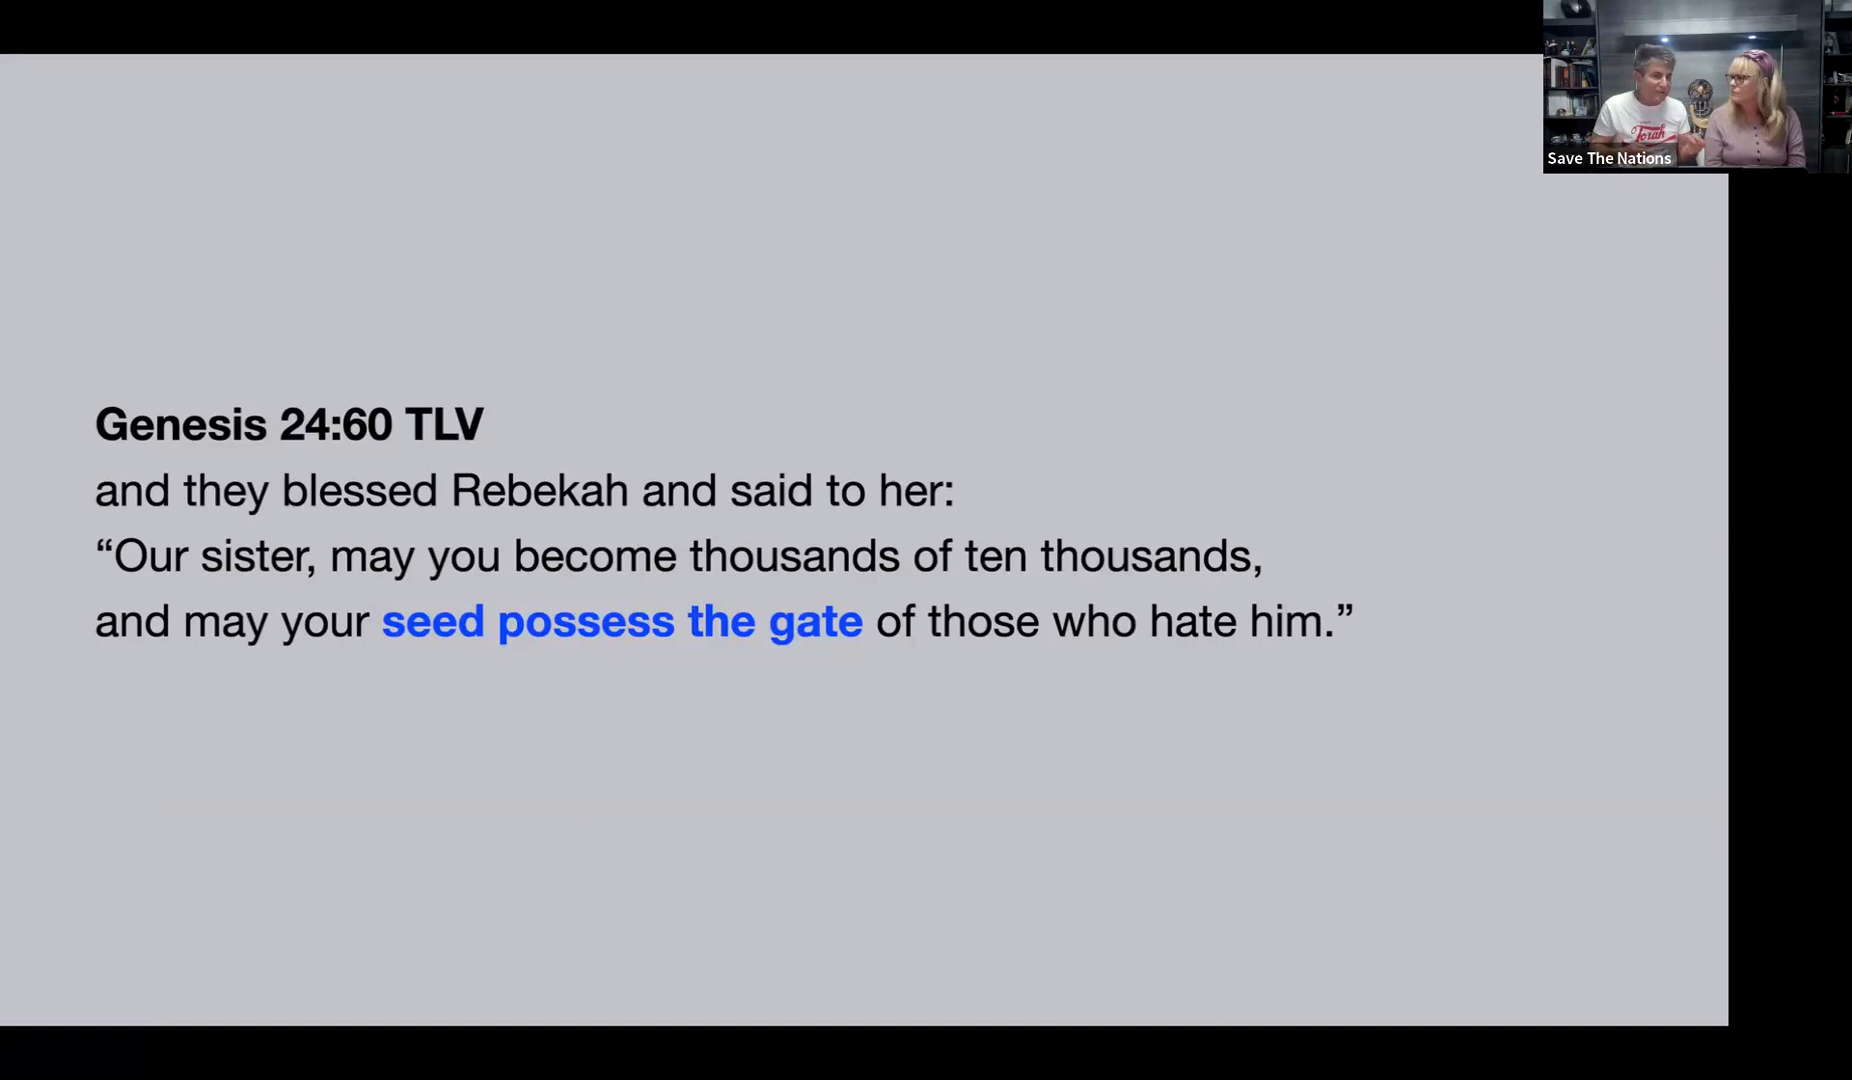 Genesis 24:60 TLV
and they blessed Rebekah and said to her:
“Our sister, may you become thousands of ten thousands,
and may your seed possess the gate of those who hate him.”
Torah
Save The Nations